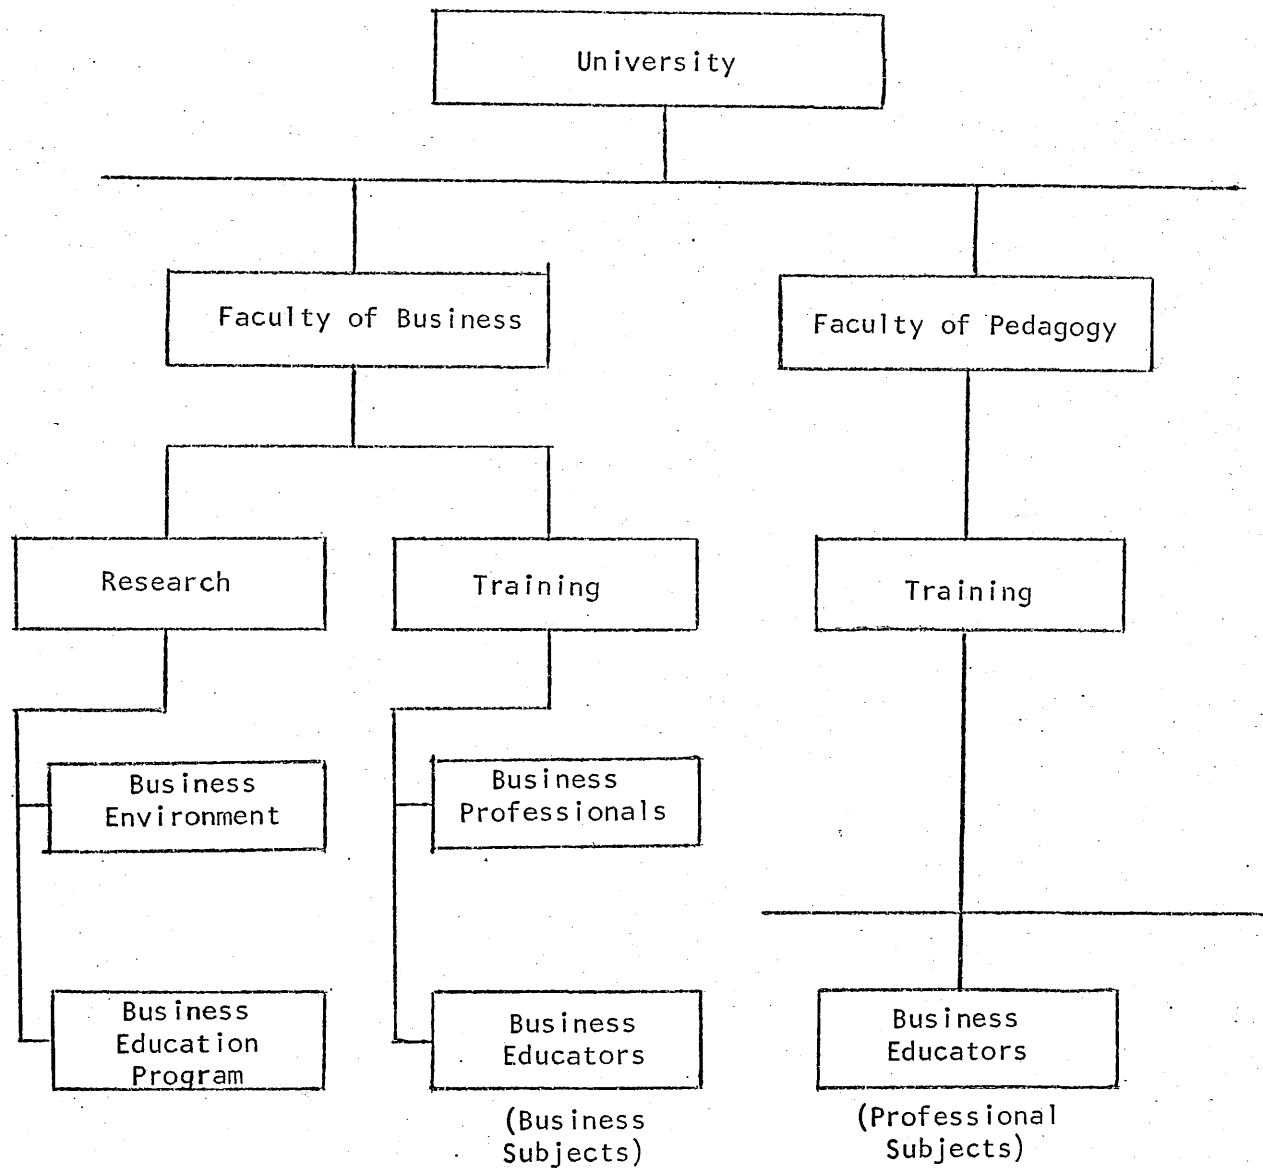 University
Faculty of Business
Faculty of Pedagogy
Research
Training
Training
Business
Environment
Business
Professionals
Business
Education
Program
Business
Educators
(Business
Subjects)
Business
Educators
(Professional
Subjects)